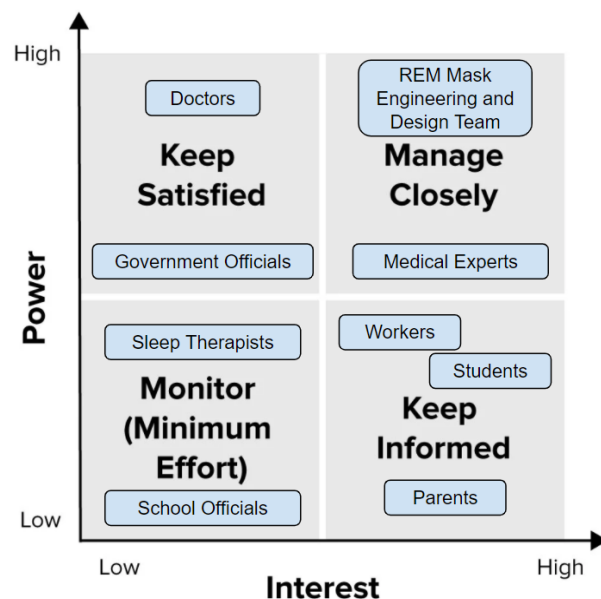 High
Power
Low
Doctors
Keep
Satisfied
Government Officials
REM Mask
Engineering and
Design Team
Manage
Closely
Medical Experts
Sleep Therapists
Monitor
(Minimum
Effort)
School Officials
Workers
Students
Keep
Informed
Parents
Low
Interest
High